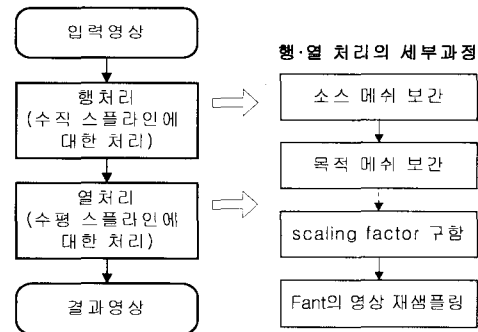 입력영상
행처리
(수직 스플라인에
대한 처리)
열처리
(수평 스플라인에
대한 처리)
결과영상
행·열 처리의 세부과정
소스 메쉬 보간
목적 메쉬 보간
scaling factor 구함
Fant의 영상 재샘플링